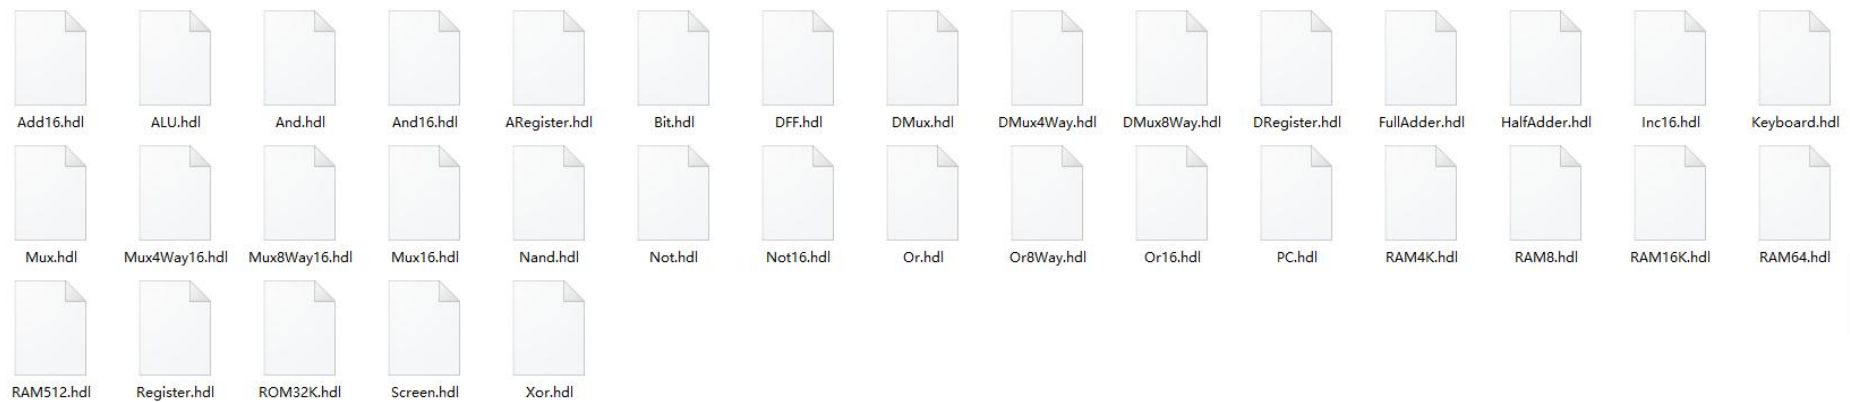 Add16.hdl ALU.hdl And.hdl And16.hdl ARegister.hdl Bit.hdl DFF.hdl DMux.hdl DMux4Way.hdl DMux8Way.hdl DRegister.hdl FullAdder.hdl HalfAdder.hdl Inc16.hdl Keyboard.hdl
Mux.hdl Mux4Way16.hdl Mux8Way16.hdl Mux16.hdl Nand.hdl Not.hdl Not16.hdl Or.hdl Or8Way.hdl Or16.hdl PC.hdl RAM4K.hdl RAM8.hdl RAM16K.hdl RAM64.hdl
RAM512.hdl Register.hdl ROM32K.hdl Screen.hdl Xor.hdl